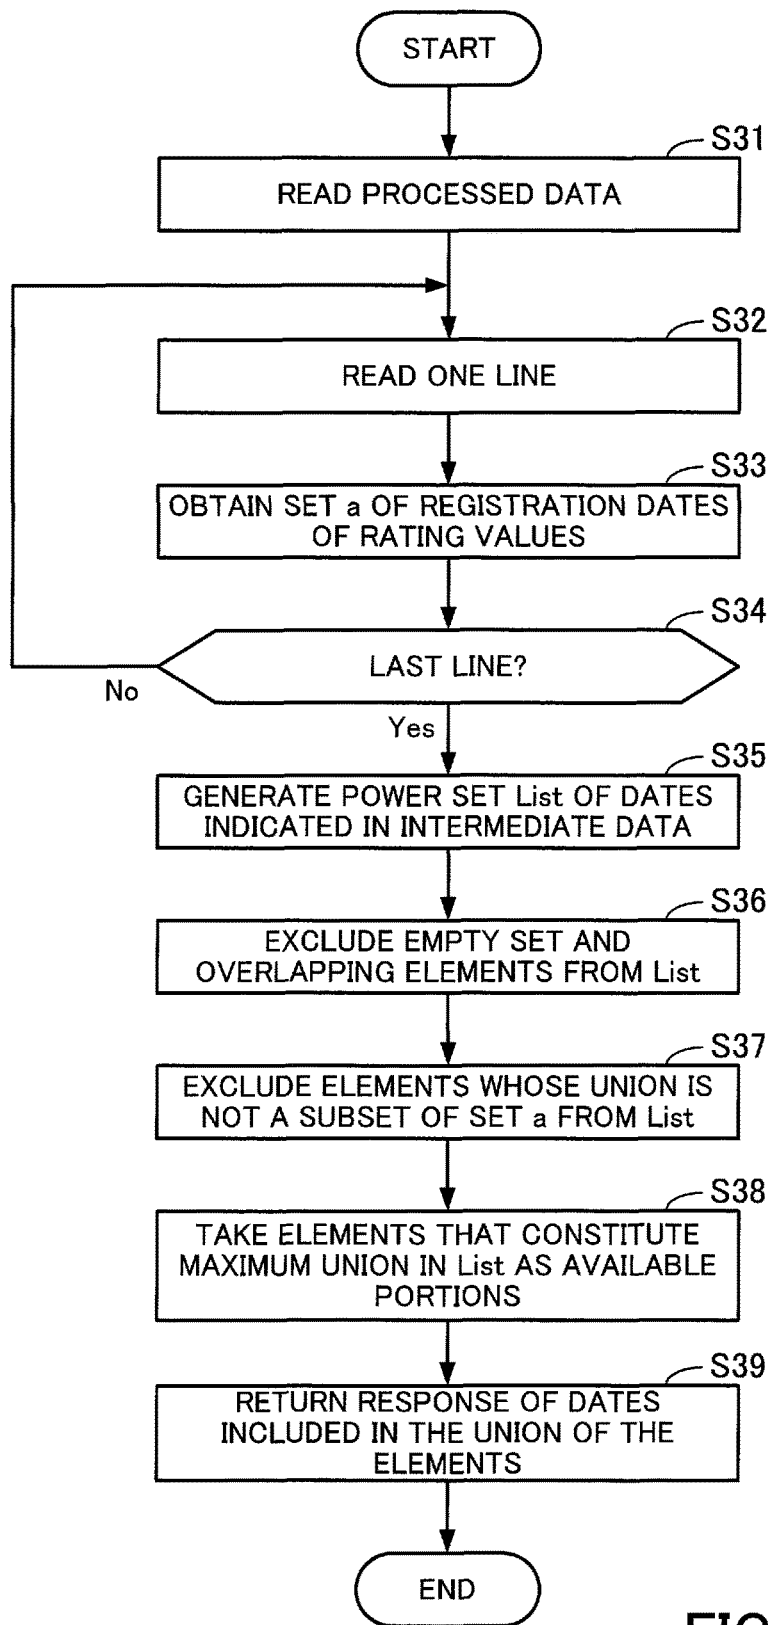 START
S31
READ PROCESSED DATA
S32
READ ONE LINE
S33
OBTAIN SET a OF REGISTRATION DATES
OF RATING VALUES
S34
LAST LINE?
No
Yes
S35
GENERATE POWER SET List OF DATES
INDICATED IN INTERMEDIATE DATA
S36
EXCLUDE EMPTY SET AND
OVERLAPPING ELEMENTS FROM List
S37
EXCLUDE ELEMENTS WHOSE UNION IS
NOT A SUBSET OF SET a FROM List
S38
TAKE ELEMENTS THAT CONSTITUTE
MAXIMUM UNION IN List AS AVAILABLE
PORTIONS
S39
RETURN RESPONSE OF DATES
INCLUDED IN THE UNION OF THE
ELEMENTS
END